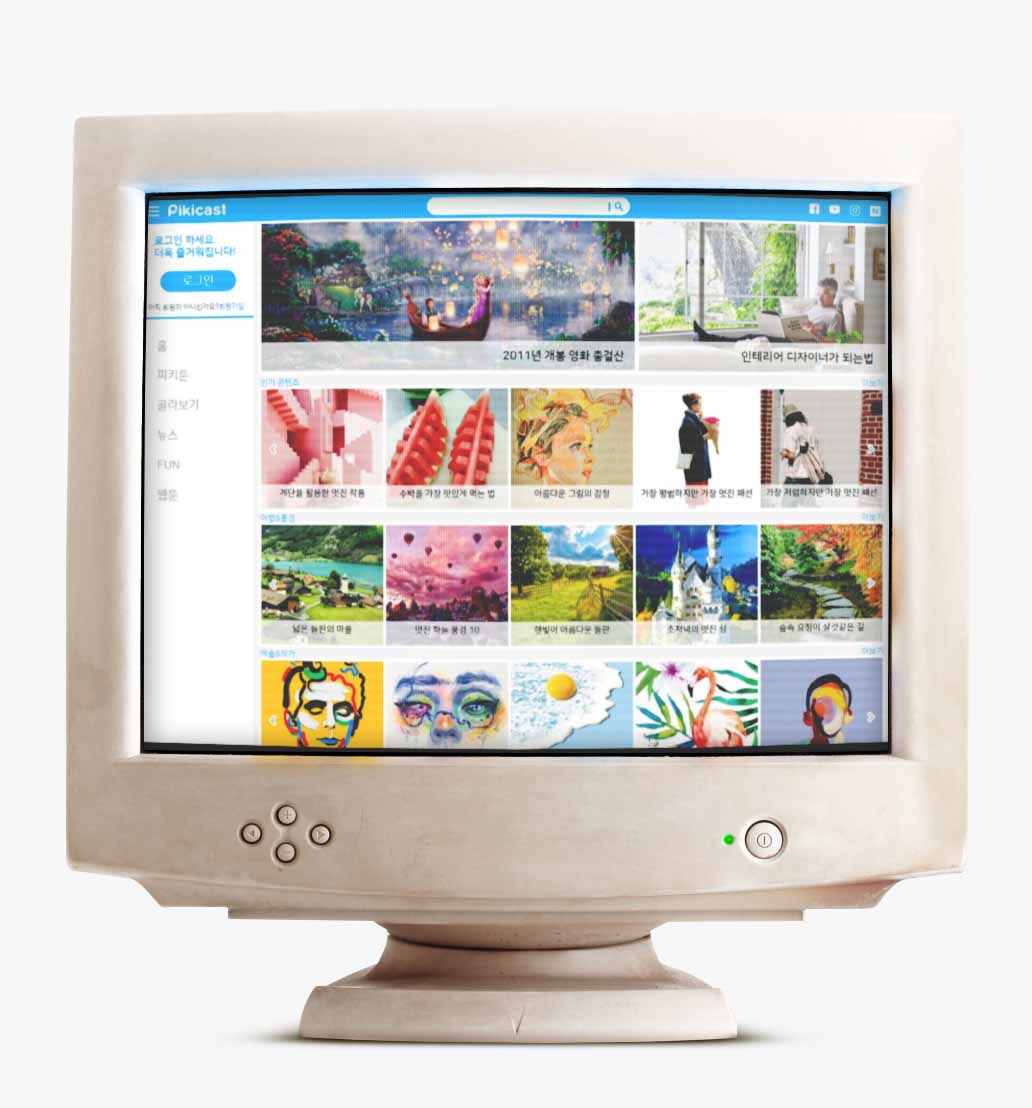 Pikicast
로그인 하세요.
더욱 즐거워집니다!
로그인
아직 회원이 아니신가요?회원가입
홈
피키툰
골라보기
뉴스
FUN
웹툰
2011년 개봉 영화 총결산
인테리어 디자이너가 되는법
인기 콘텐츠
더보기
계단을 활용한 멋진 작품
수박을 가장 맛있게 먹는 법
아름다운 그림의 감정
가장 평범하지만 가장 멋진 패션
가장 저렴하지만 가장 멋진 패션
여행&풍경
더보기
넓은 들판의 마을
멋진 하늘 풍경 10
햇빛이 아름다운 들판
초저녁의 멋진 성
숲속 요정이 살것같은 길
예술&작가
더보기